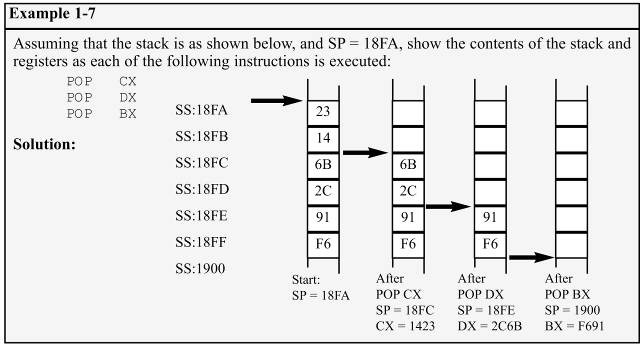 Example 1-7
Assuming that the stack is as shown below, and SP = 18FA, show the contents of the stack and
registers as each of the following instructions is executed:
POP CX
POP DX
POP BX
Solution:
SS:18FA 23
SS:18FB 14
SS:18FC 6B 6B
SS:18FD 2C 2C
SS:18FE 91 91 91
SS:18FF F6 F6 F6
SS:1900
Start: After After After
SP = 18FA POP CX POP DX POP BX
SP = 18FC SP = 18FE SP = 1900
CX = 1423 DX = 2C6B BX = F691